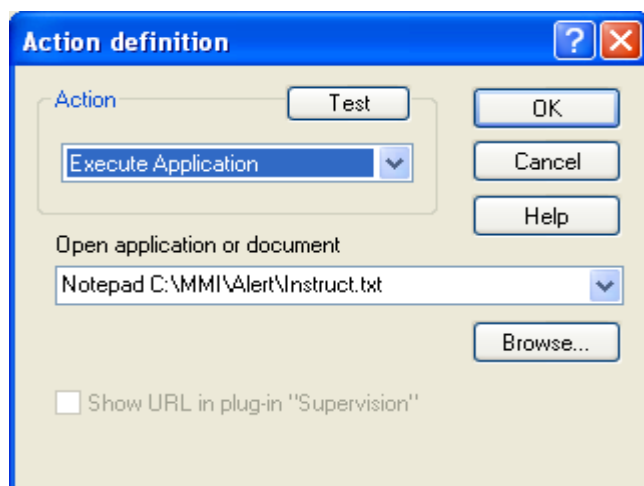 Action definition
Action
Test
OK
Execute Application
Cancel
Help
Open application or document
Notepad C:\MMI\Alert\Instruct.txt
Browse...
Show URL in plug-in "Supervision"